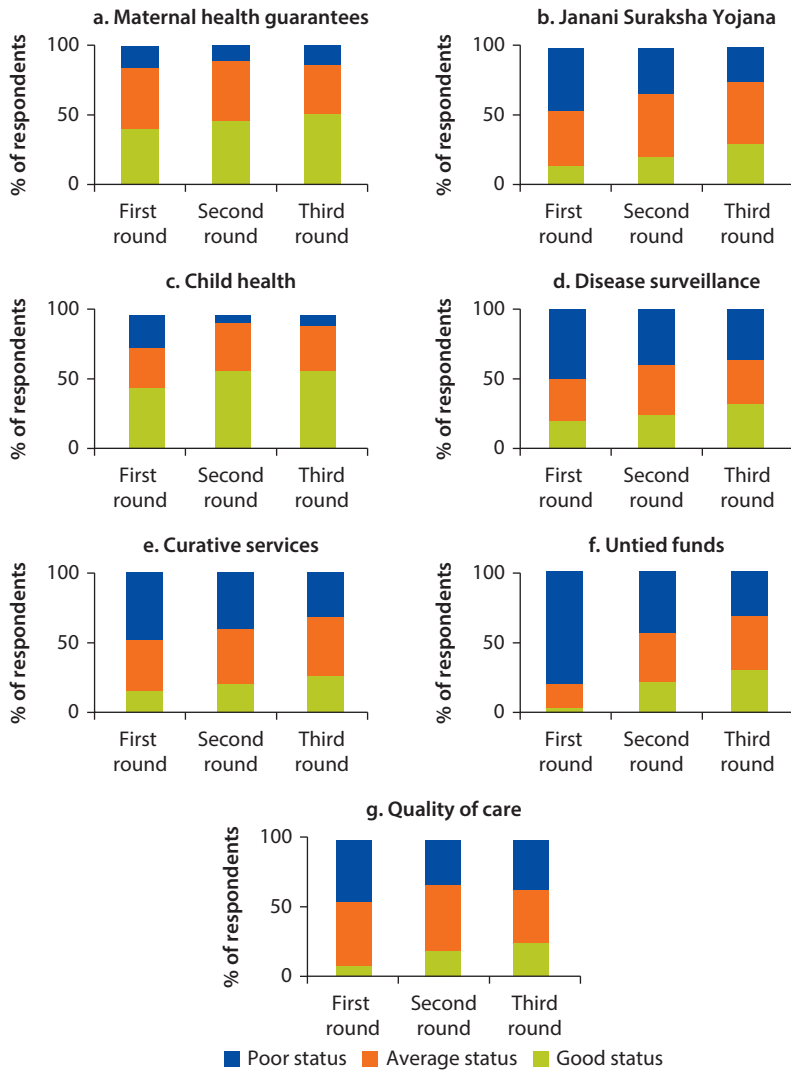 a. Maternal health guarantees
% of respondents
100
50
0
First round
Second round
Third round
b. Janani Suraksha Yojana
% of respondents
100
50
0
First round
Second round
Third round
c. Child health
% of respondents
100
50
0
First round
Second round
Third round
d. Disease surveillance
% of respondents
100
50
0
First round
Second round
Third round
e. Curative services
% of respondents
100
50
0
First round
Second round
Third round
f. Untied funds
% of respondents
100
50
0
First round
Second round
Third round
g. Quality of care
% of respondents
100
50
0
First round
Second round
Third round
Poor status
Average status
Good status